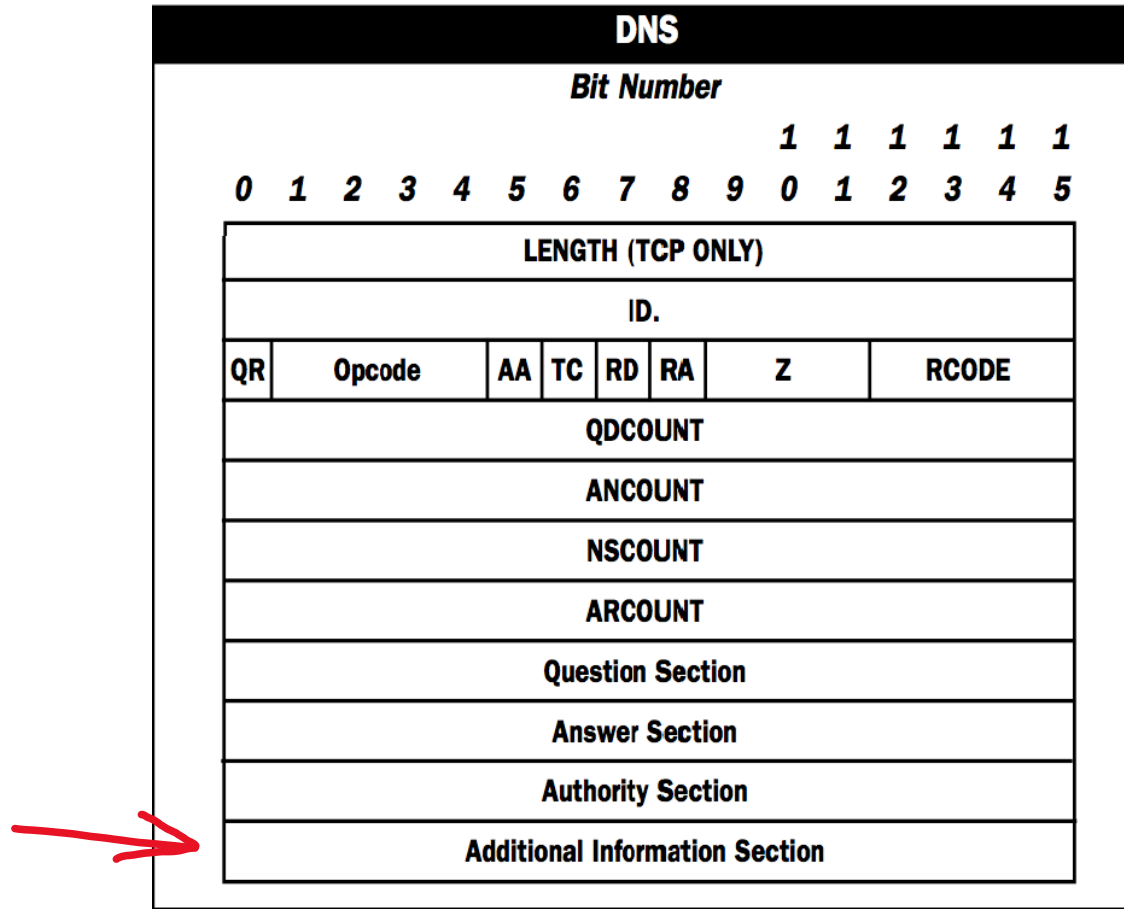 DNS
Bit Number
1 1 1 1 1 1
0 1 2 3 4 5 6 7 8 9 0 1 2 3 4 5
LENGTH (TCP ONLY)
ID.
QR Opcode AA TC RD RA Z RCODE
QDCOUNT
ANCOUNT
NSCOUNT
ARCOUNT
Question Section
Answer Section
Authority Section
Additional Information Section